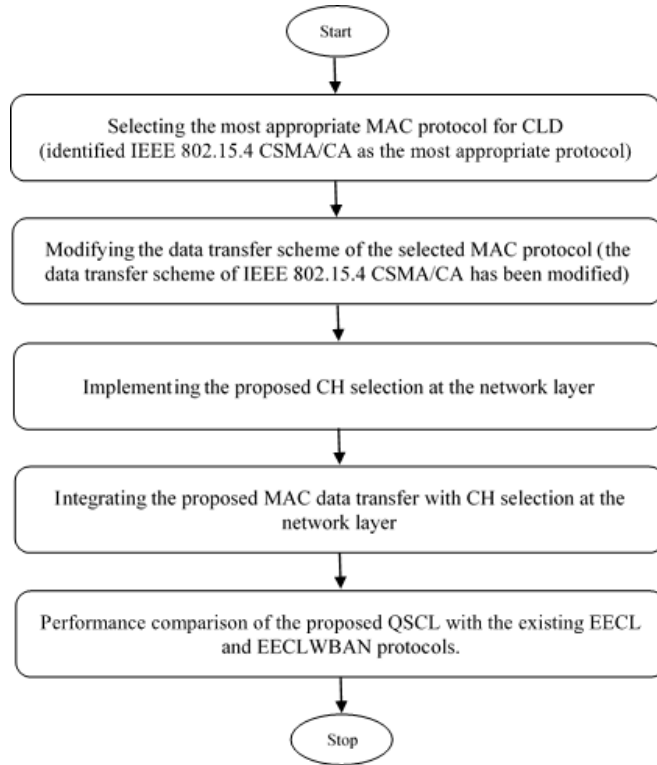 Start
Selecting the most appropriate MAC protocol for CLD
(identified IEEE 802.15.4 CSMA/CA as the most appropriate protocol)
Modifying the data transfer scheme of the selected MAC protocol (the
data transfer scheme of IEEE 802.15.4 CSMA/CA has been modified)
Implementing the proposed CH selection at the network layer
Integrating the proposed MAC data transfer with CH selection at the
network layer
Performance comparison of the proposed QSCL with the existing EECL
and EECLWBAN protocols.
Stop